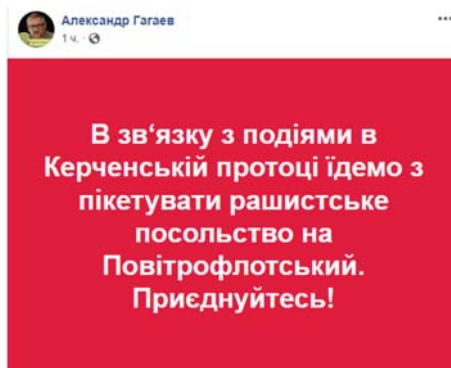 Александр Гагаев
1 ч.
В зв‘язку з подіями в
Керченській протоці їдемо з
пікетувати рашистське
посольство на
Повітрофлотський.
Приєднуйтесь!